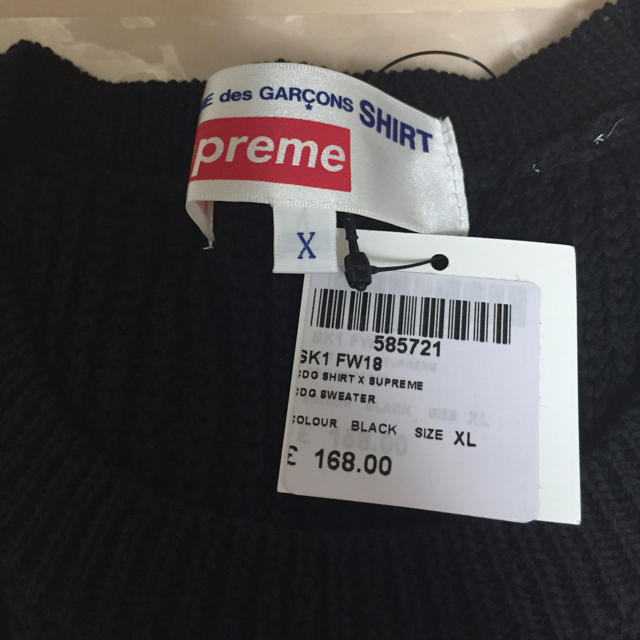 ME des GARÇONS SHIRT
preme
X
585721
SK1 FW18
CDG SHIRT X SUPREME
CDG SWEATER
COLOUR BLACK SIZE XL
£ 168.00